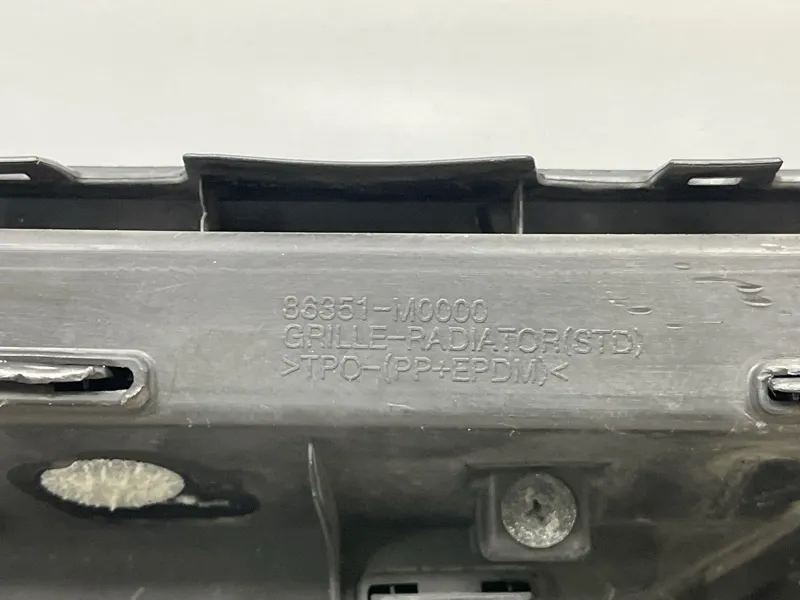 86351-M0000
GRILLE-RADIATOR(STD)
>TPO-(PP+EPDM)<